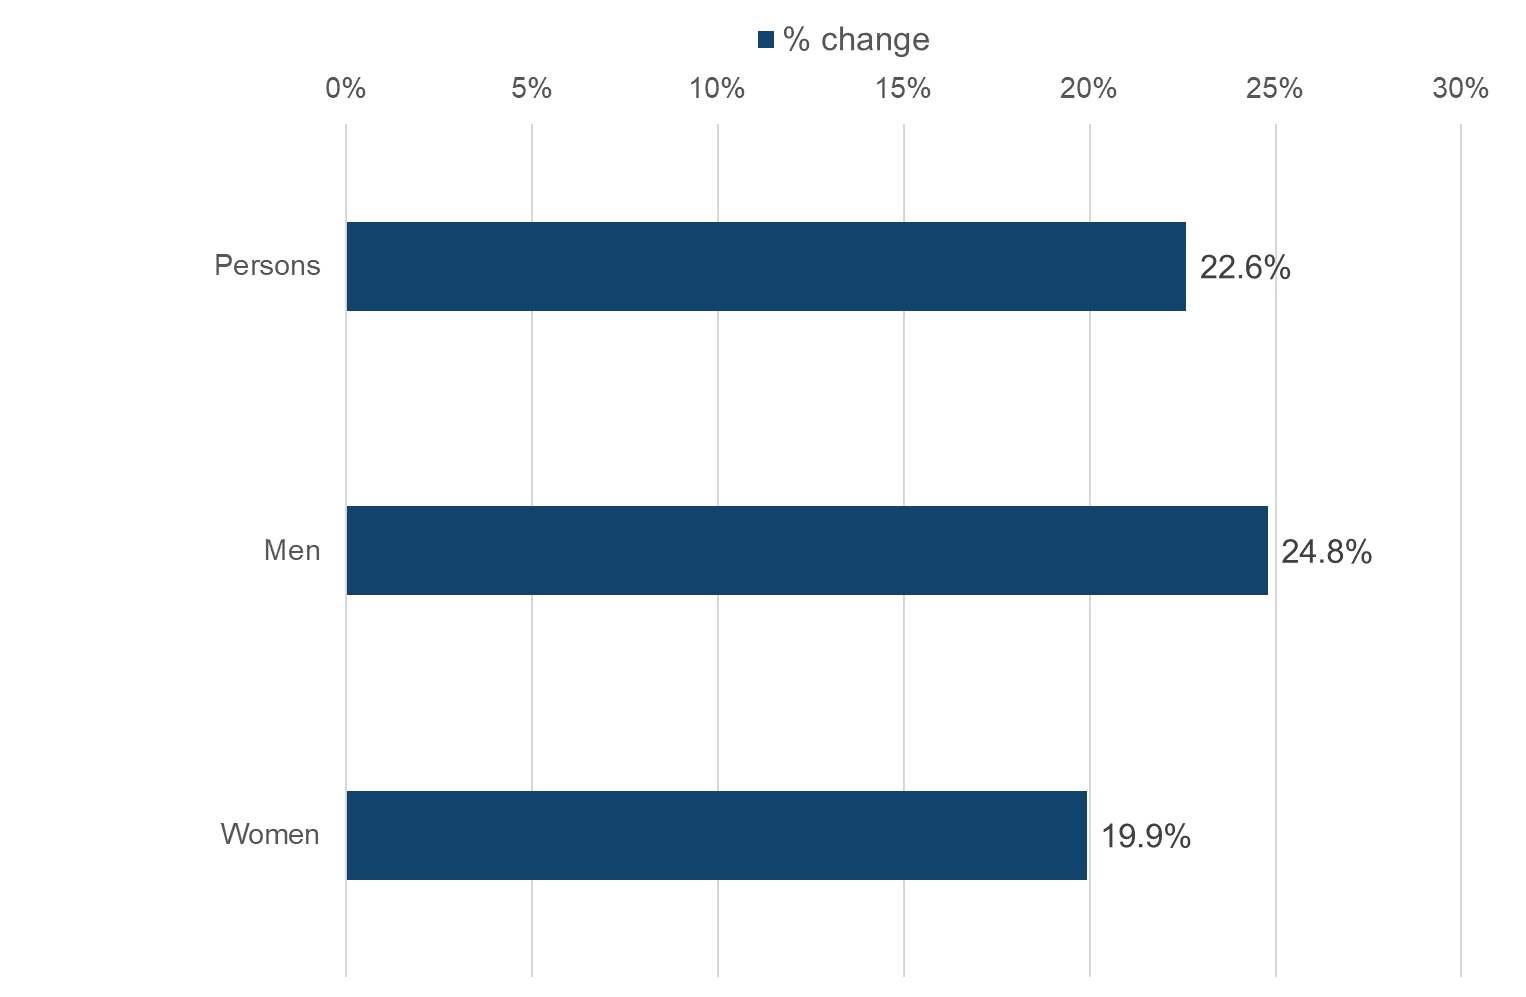 % change
0% 5% 10% 15% 20% 25% 30%
Persons 22.6%
Men 24.8%
Women 19.9%